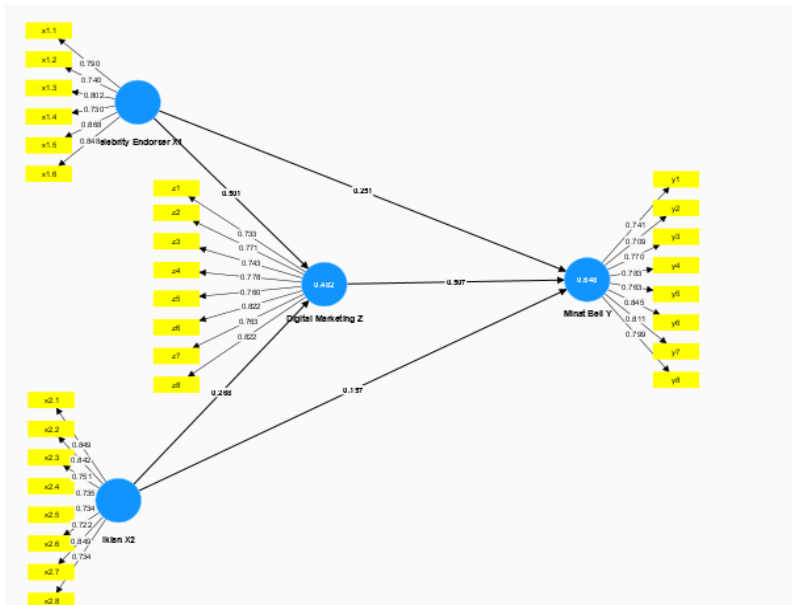 x1.1
x1.2
x1.3
x1.4
x1.5
x1.6
0.790
0.740
0.802
0.730
0.868
0.848
elebrity Endorser X1
0.501
0.251
z1
z2
z3
z4
z5
z6
z7
z8
0.733
0.771
0.743
0.778
0.760
0.822
0.763
0.822
0.462
Digital Marketing Z
0.507
y1
y2
y3
y4
y5
y6
y7
y8
0.741
0.709
0.770
0.783
0.763
0.845
0.811
0.799
0.648
Minat Beli Y
0.268
0.157
x2.1
x2.2
x2.3
x2.4
x2.5
x2.6
x2.7
x2.8
0.849
0.842
0.751
0.735
0.734
0.722
0.849
0.734
Iklan X2